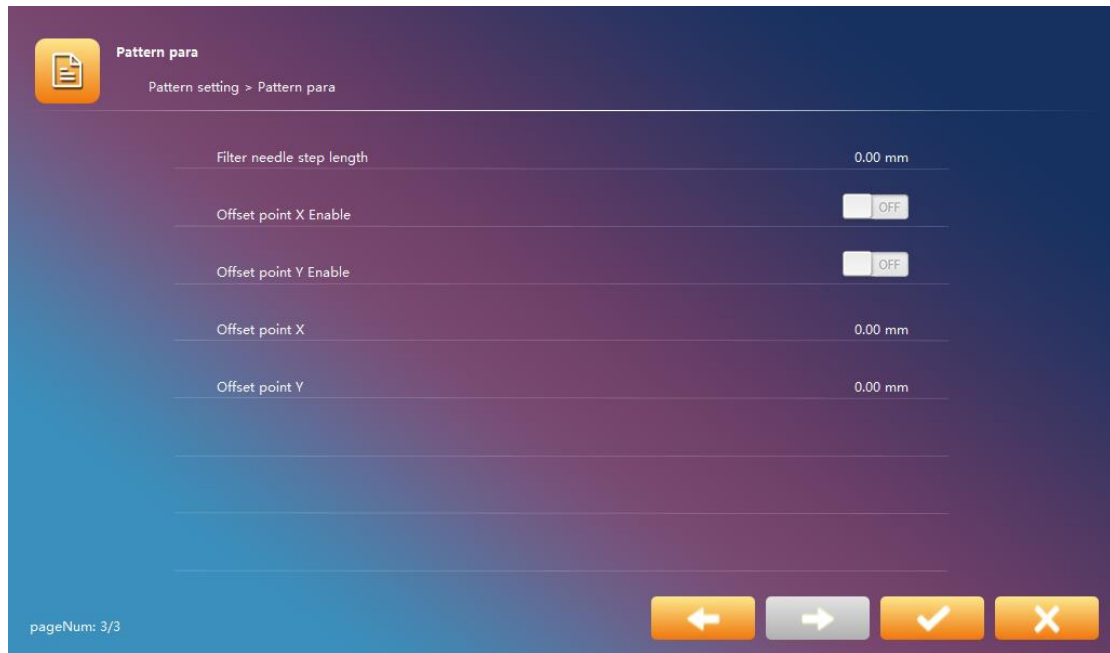 Pattern para
Pattern setting > Pattern para
Filter needle step length 0.00 mm
Offset point X Enable OFF
Offset point Y Enable OFF
Offset point X 0.00 mm
Offset point Y 0.00 mm
pageNum: 3/3